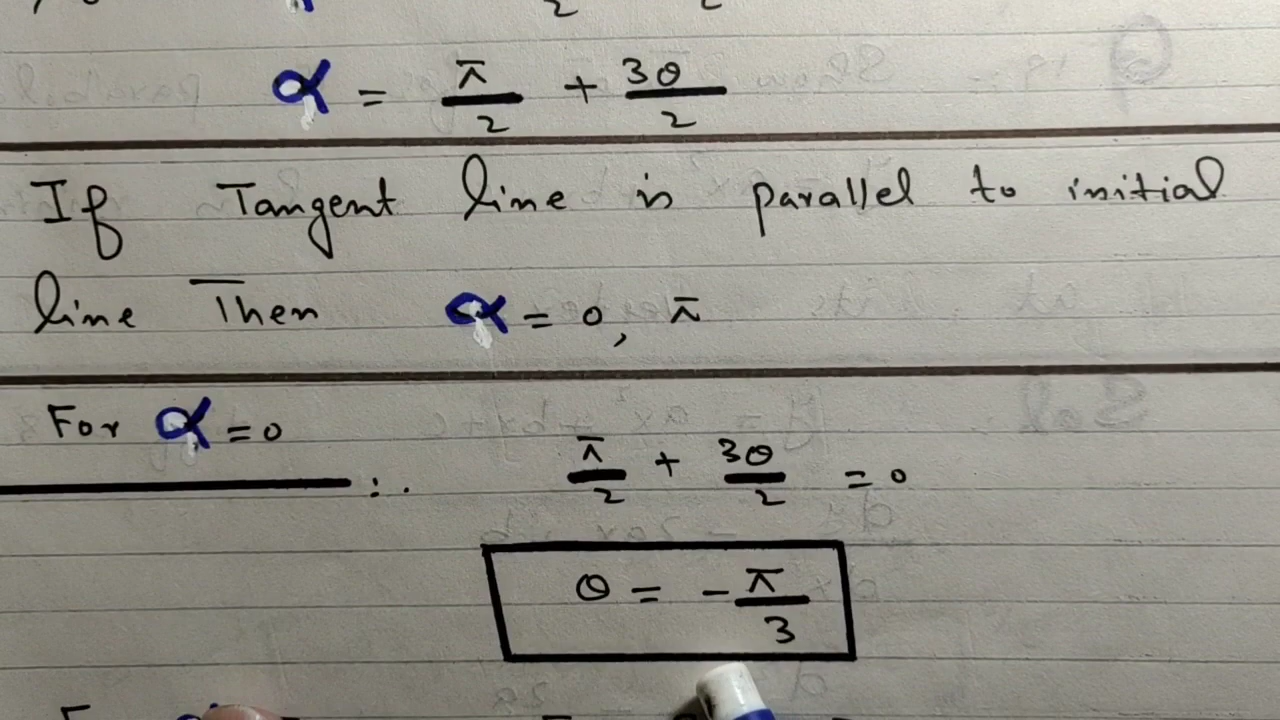 α = π/2 + 3θ/2
If Tangent line is parallel to initial
line Then α = 0, π
For α = 0 :. π/2 + 3θ/2 = 0
θ = -π/3